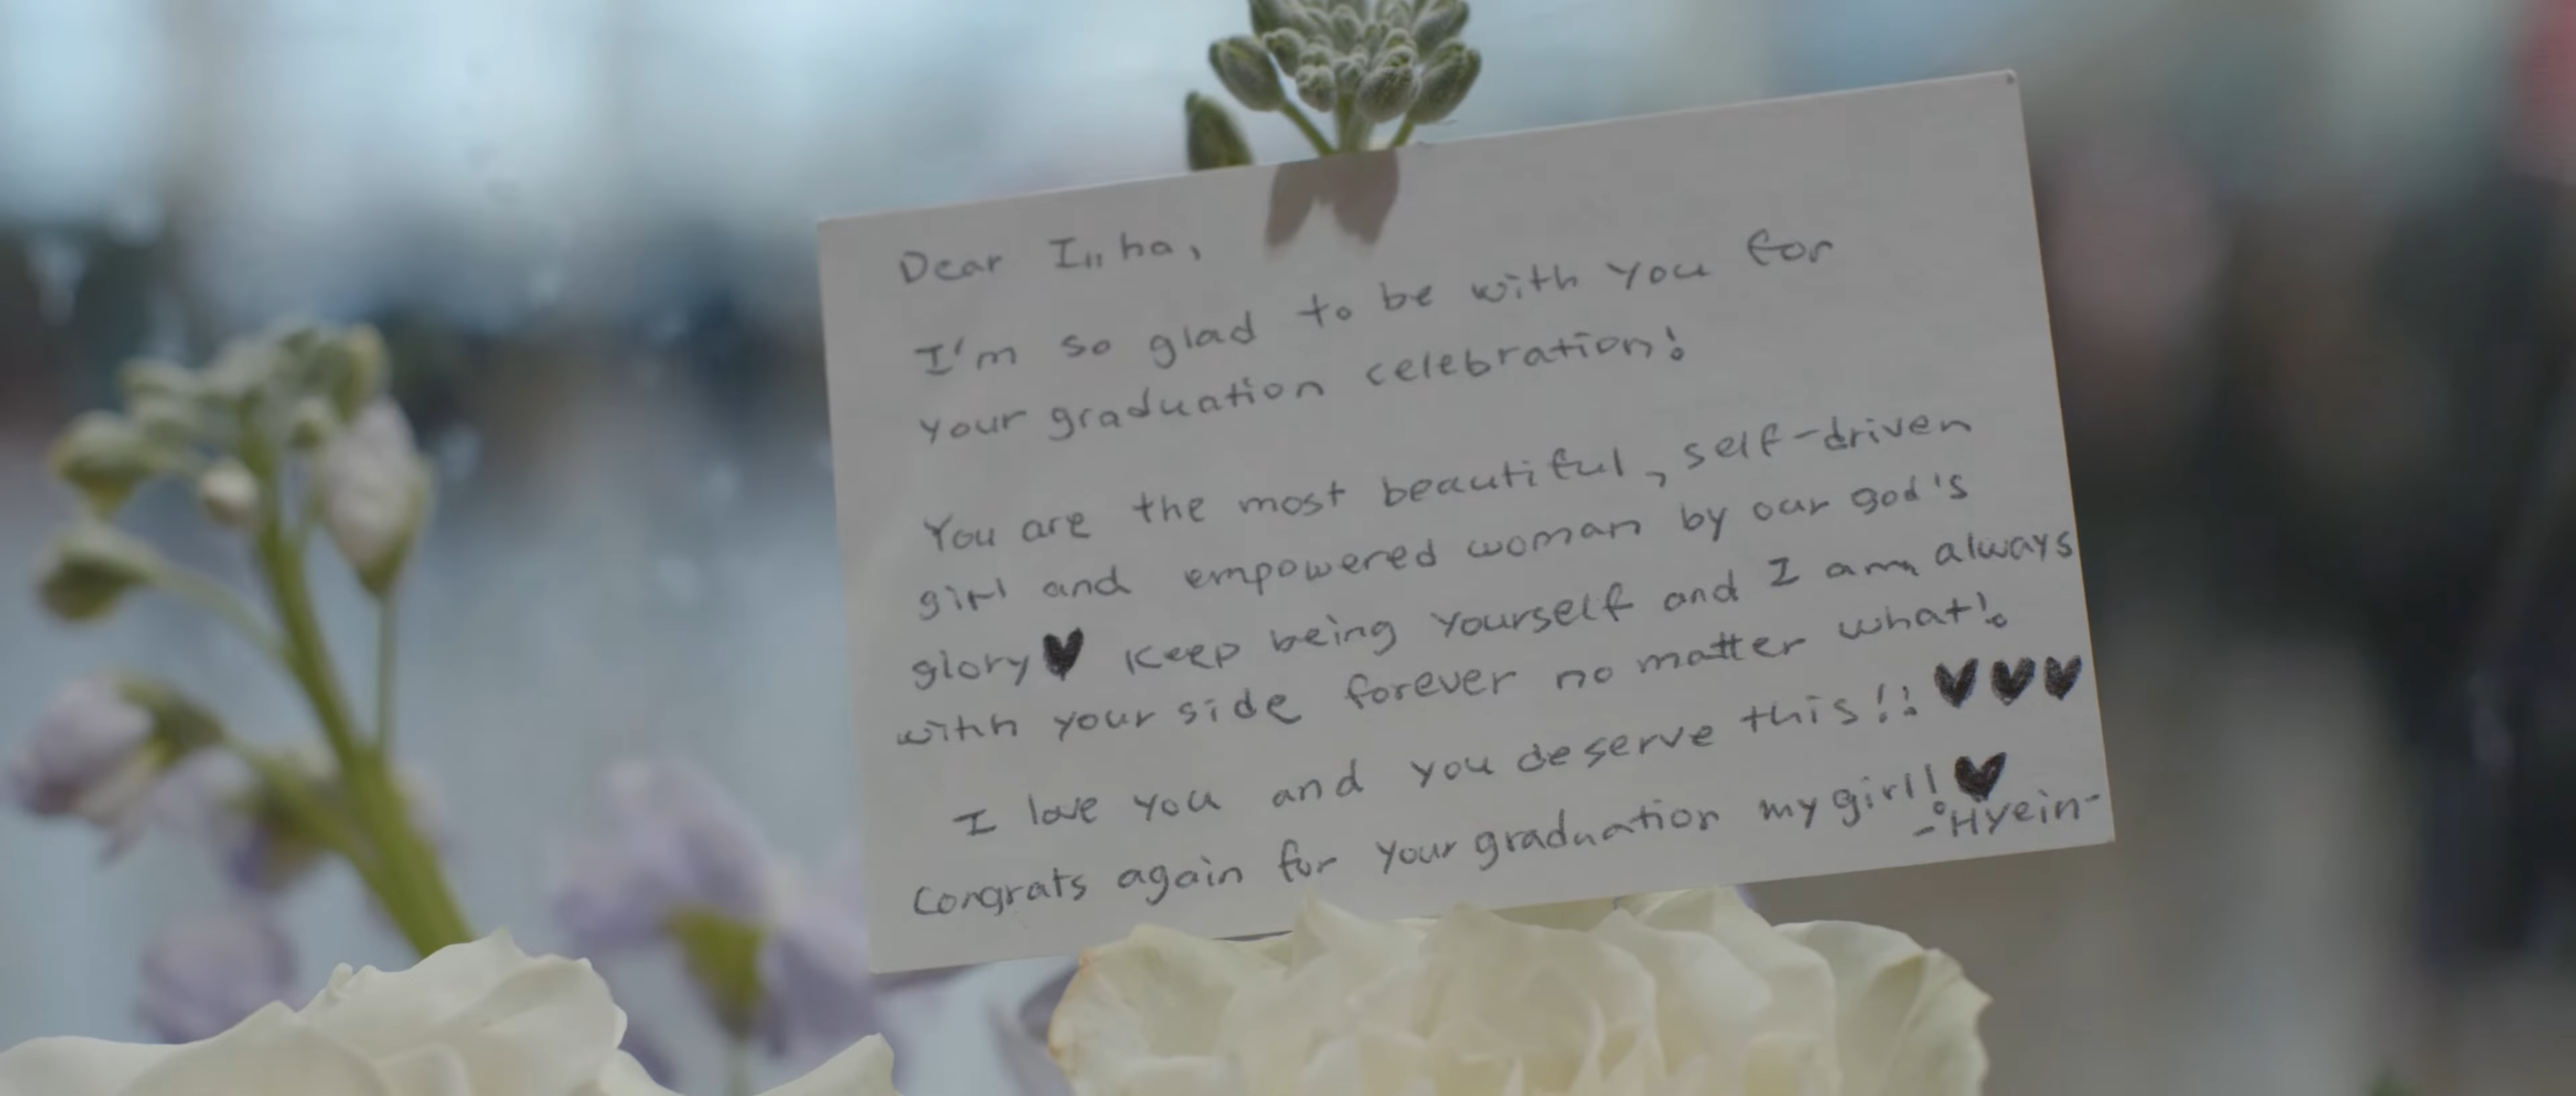 Dear I,, ha,
I'm so glad to be with you for
your graduation celebration!
You are the most beautiful, self-driven
girl and empowered woman by our god's
glory♥ Keep being yourself and I am always
withh your side forever no matter what!
I love you and you deserve this!! ♥♥♥
Congrats again for your graduation my girl! ♥
-Hyein-